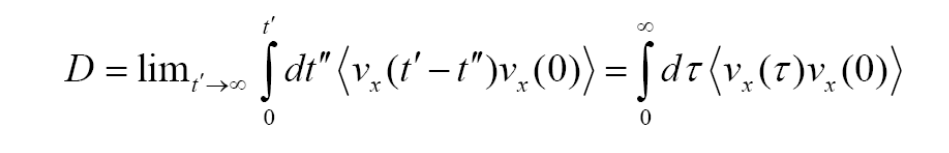 D = lim_{t′→∞} ∫_0^{t′} dt″ ⟨v_x(t′ − t″)v_x(0)⟩ = ∫_0^∞ dτ ⟨v_x(τ)v_x(0)⟩